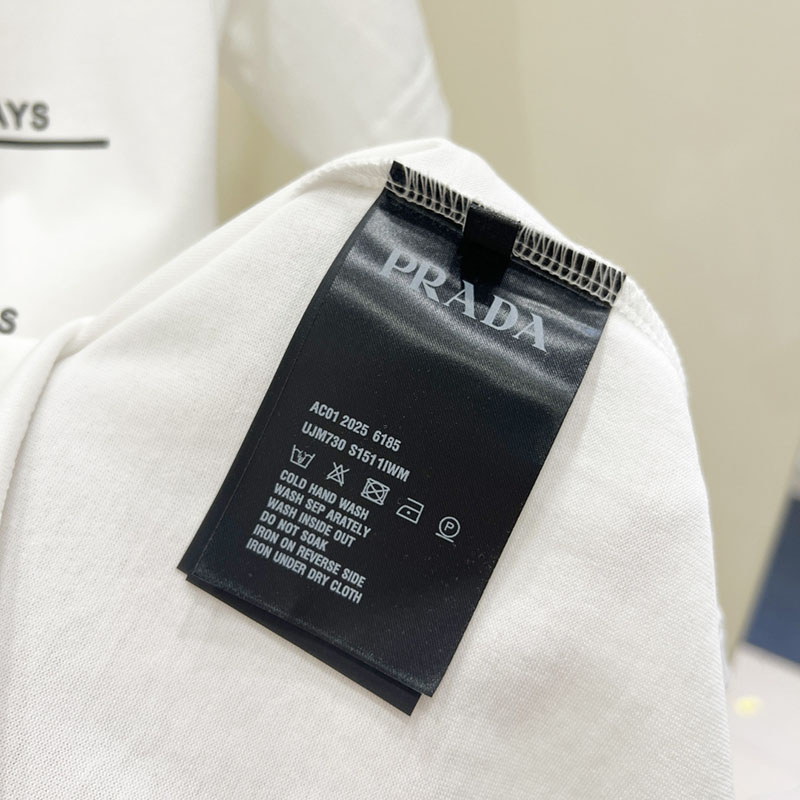 AYS
S
PRADA
AC01 2025 6185
UJM730 S1511IWM
P
COLD HAND WASH
WASH SEP ARATELY
WASH INSIDE OUT
DO NOT SOAK
IRON ON REVERSE SIDE
IRON UNDER DRY CLOTH